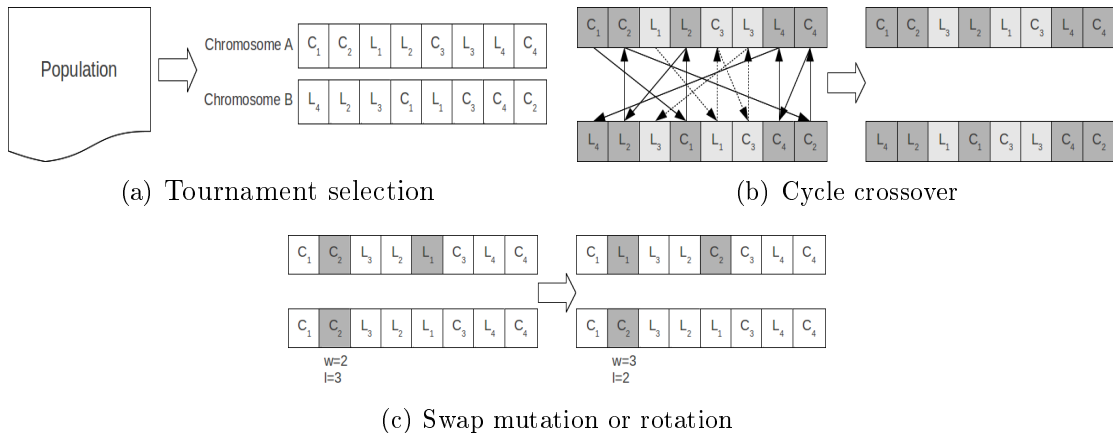 Population
Chromosome A C₁ C₂ L₁ L₂ C₃ L₃ L₄ C₄
Chromosome B L₄ L₂ L₃ C₁ L₁ C₃ C₄ C₂
(a) Tournament selection
C₁ C₂ L₁ L₂ C₃ L₃ L₄ C₄
L₄ L₂ L₃ C₁ L₁ C₃ C₄ C₂
C₁ C₂ L₃ L₂ L₁ C₃ L₄ C₄
L₄ L₂ L₁ C₁ C₃ L₃ C₄ C₂
(b) Cycle crossover
C₁ C₂ L₃ L₂ L₁ C₃ L₄ C₄
C₁ C₂ L₃ L₂ L₁ C₃ L₄ C₄
w=2
l=3
C₁ L₁ L₃ L₂ C₂ C₃ L₄ C₄
C₁ C₂ L₃ L₂ L₁ C₃ L₄ C₄
w=3
l=2
(c) Swap mutation or rotation